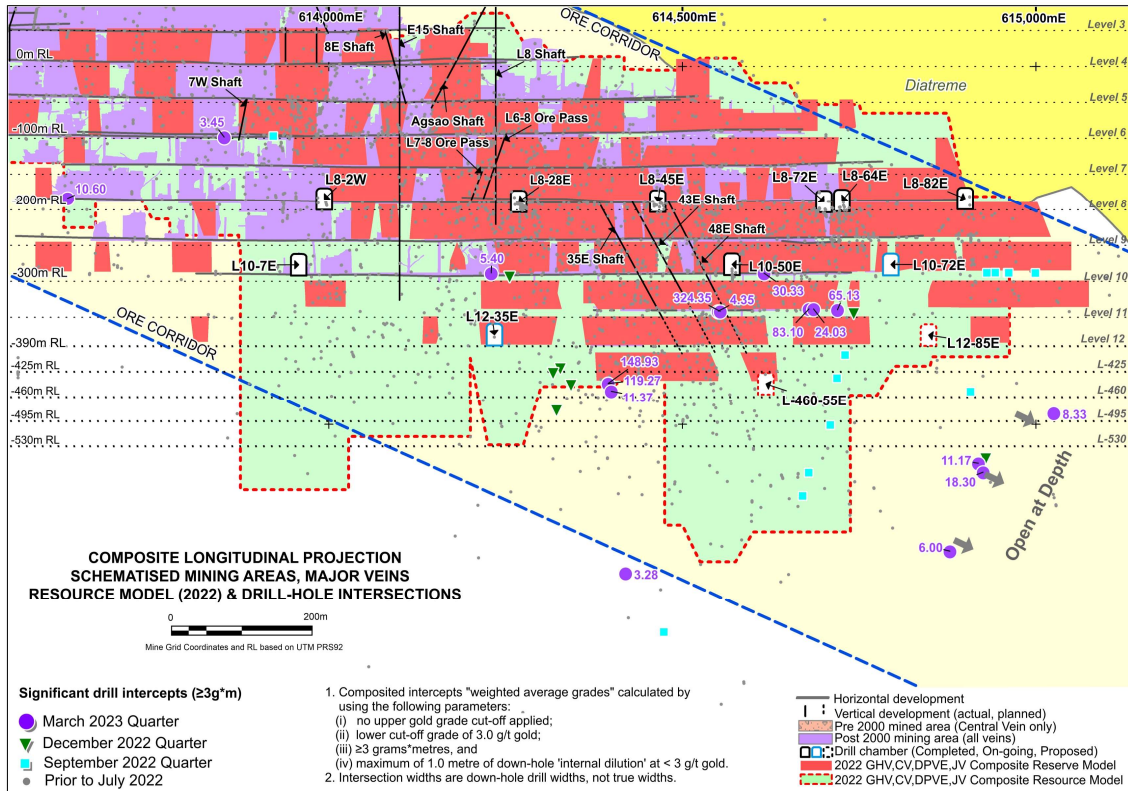 614,000mE
614,500mE
615,000mE
E15 Shaft
8E Shaft
ORE CORRIDOR
Level 3
0m RL
L8 Shaft
Level 4
7W Shaft
Diatreme
Level 5
Agsao Shaft
L6-8 Ore Pass
-100m RL
3.45
Level 6
L7-8 Ore Pass
Level 7
L8-2W
L8-28E
L8-45E
L8-72E
L8-64E
L8-82E
10.60
43E Shaft
200m RL
Level 8
48E Shaft
35E Shaft
Level 9
5.40
L10-7E
L10-50E
L10-72E
-300m RL
Level 10
30.33
324.35
4.35
65.13
L12-35E
Level 11
ORE CORRIDOR
83.10
24.03
L12-85E
-390m RL
Level 12
148.93
-425m RL
L-425
119.27
-460m RL
11.37
L-460-55E
L-460
-495m RL
L-495
8.33
-530m RL
L-530
11.17
18.30
Open at Depth
6.00
3.28
COMPOSITE LONGITUDINAL PROJECTION
SCHEMATISED MINING AREAS, MAJOR VEINS
RESOURCE MODEL (2022) & DRILL-HOLE INTERSECTIONS
0 200m
Mine Grid Coordinates and RL based on UTM PRS92
Significant drill intercepts (≥3g*m)
March 2023 Quarter
December 2022 Quarter
September 2022 Quarter
Prior to July 2022
1. Composited intercepts "weighted average grades" calculated by
using the following parameters:
(i) no upper gold grade cut-off applied;
(ii) lower cut-off grade of 3.0 g/t gold;
(iii) ≥3 grams*metres, and
(iv) maximum of 1.0 metre of down-hole 'internal dilution' at < 3 g/t gold.
2. Intersection widths are down-hole drill widths, not true widths.
Horizontal development
Vertical development (actual, planned)
Pre 2000 mined area (Central Vein only)
Post 2000 mining area (all veins)
Drill chamber (Completed, On-going, Proposed)
2022 GHV,CV,DPVE,JV Composite Reserve Model
2022 GHV,CV,DPVE,JV Composite Resource Model